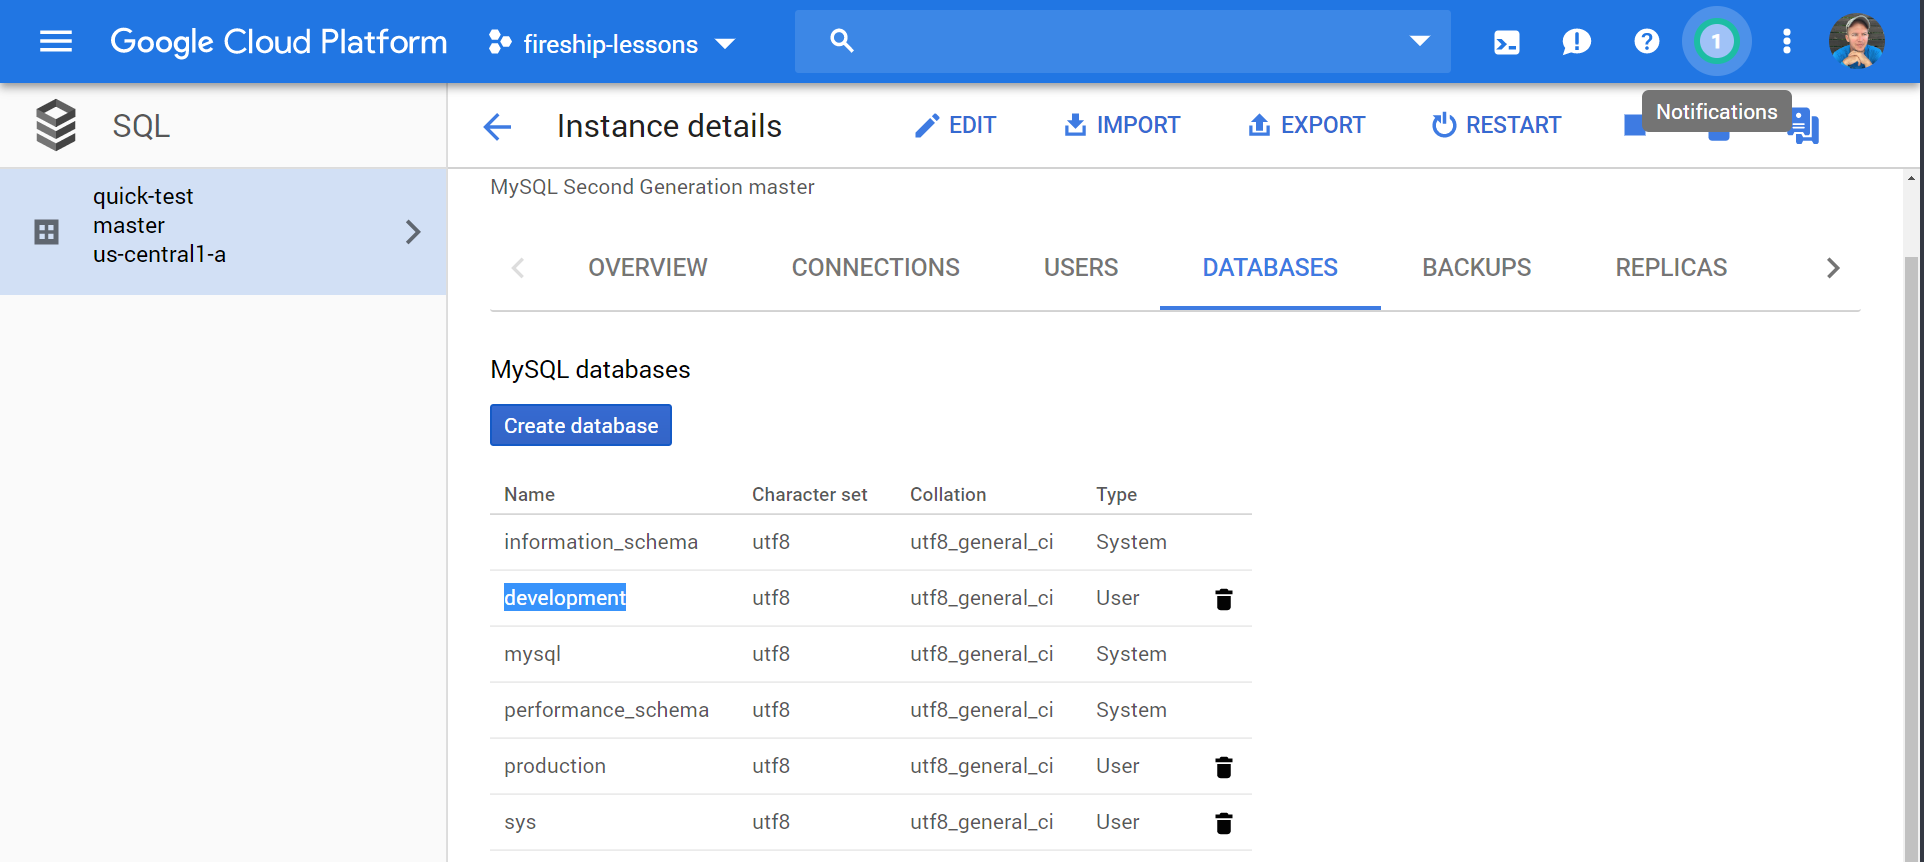 Google Cloud Platform
fireship-lessons
1
Notifications
SQL
Instance details
EDIT
IMPORT
EXPORT
RESTART
quick-test
master
us-central1-a
MySQL Second Generation master
OVERVIEW
CONNECTIONS
USERS
DATABASES
BACKUPS
REPLICAS
MySQL databases
Create database
Name Character set Collation Type
information_schema utf8 utf8_general_ci System
development utf8 utf8_general_ci User
mysql utf8 utf8_general_ci System
performance_schema utf8 utf8_general_ci System
production utf8 utf8_general_ci User
sys utf8 utf8_general_ci User